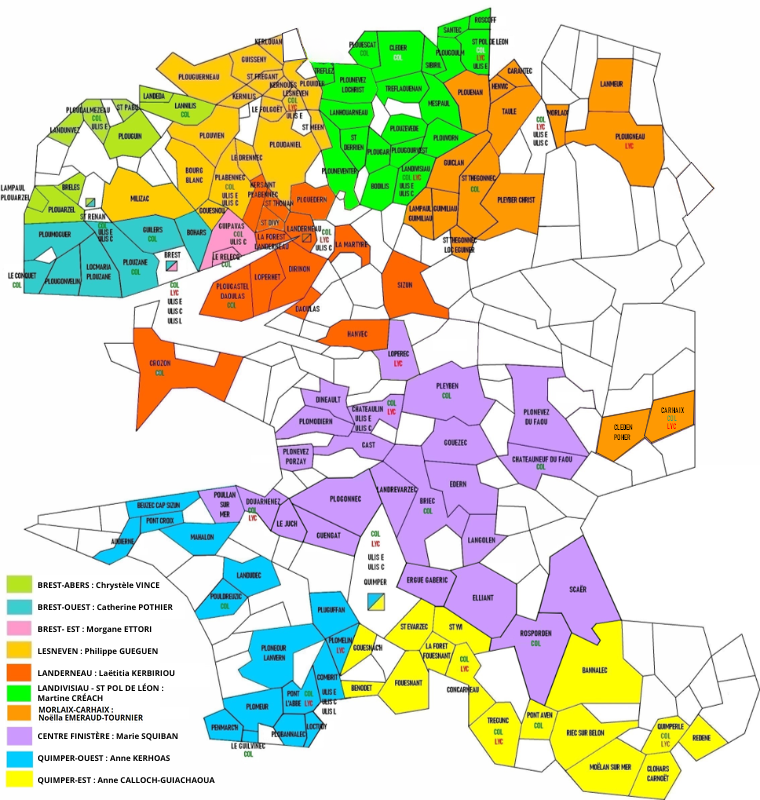 ROSCOFF
SANTEC
KERLOUAN
PLOUESCAT
COL
CLEDER
COL
PLOUGOULM
ST POL DE LEON
COL
LYC
ULIS E
SIBIRIL
GUISSENY
PLOUGUERNEAU
ST FREGANT
TREFLEZ
PLOUNEVEZ
LOCHRIST
TREFLAOUENAN
CARANTEC
HENVIC
LANMEUR
PLOUENAN
KERNOUES
LESNEVEN
COL
LYC
ULIS E
PLOUIDER
LANDEDA
LANNILIS
COL
KERNILIS
LE FOLGOËT
MESPAUL
TAULE
MORLAIX
COL
LYC
ULIS E
ULIS C
PLOUDALMEZEAU
COL
ULIS E
ST PABU
LANHOUARNEAU
LANDUNVEZ
PLOUGUIN
PLOUVIEN
ST MEEN
PLOUZEVEDE
PLOUVORN
PLOUIGNEAU
LYC
PLOUDANIEL
ST
DERRIEN
PLOUGAR
PLOUGOURVEST
LE DRENNEC
GUICLAN
PLOUNEVENTER
LANDIVISIAU
COL LYC
ULIS E
ULIS C
BOURG
BLANC
PLABENNEC
COL
ULIS E
ULIS C
KERSAINT
PLABENNEC
BODILIS
ST THEGONNEC
COL
LAMPAUL
PLOUARZEL
BRELES
PLOUARZEL
MILIZAC
ST THONAN
PLOUEDERN
PLEYBER CHRIST
GOUESNOU
LAMPAUL
GUIMILIAU
GUIMILIAU
ST RENAN
COL
ULIS E
ULIS C
GUIPAVAS
COL
ULIS C
ST DIVY
LANDERNEAU
COL
LYC
ULIS C
PLOUMOGUER
GUILERS
COL
BOHARS
LA FOREST
LANDERNEAU
LA MARTYRE
ST THEGONNEC
LOC EGUINER
LE RELECQ
COL
BREST
COL
LYC
ULIS E
ULIS C
ULIS L
LE CONQUET
COL
PLOUGONVELIN
LOCMARIA
PLOUZANE
PLOUZANE
COL
DIRINON
LOPERHET
PLOUGASTEL
DAOULAS
COL
SIZUN
DAOULAS
HANVEC
CROZON
COL
LOPEREC
LYC
PLEYBEN
COL
DINEAULT
CHATEAULIN
ULIS E
ULIS C
COL
LYC
PLONEVEZ
DU FAOU
CARHAIX
COL
LYC
PLOMODIERN
CLEDEN
POHER
CAST
GOUEZEC
PLONEVEZ
PORZAY
CHATEAUNEUF DU FAOU
COL
EDERN
LANDREVARZEC
BRIEC
COL
BEUZEC CAP SIZUN
POULLAN
SUR
MER
DOUARNENEZ
COL
LYC
PLOGONNEC
PONT CROIX
LE JUCH
GUENGAT
AUDIERNE
MAHALON
LANGOLEN
COL
LYC
ULIS E
ULIS C
QUIMPER
LANDUDEC
ERGUE GABERIC
ELLIANT
SCAËR
POULDREUZIC
COL
PLUGUFFAN
ST EVARZEC
ST YVI
ROSPORDEN
COL
PLONEOUR
LANVERN
PLOMELIN
LYC
GOUESNACH
LA FORET
FOUESNANT
COL
LYC
CONCARNEAU
BANNALEC
COMBRIT
ULIS E
ULIS C
ULIS L
BENODET
FOUESNANT
PONT
L'ABBE
COL
LYC
PLOMEUR
PENMARC'H
PLOBANNALEC
LOCTUDY
LE GUILVINEC
COL
TREGUNC
COL
LYC
PONT AVEN
COL
RIEC SUR BELON
QUIMPERLE
COL
LYC
REDENE
MOËLAN SUR MER
CLOHARS
CARNOËT
BREST-ABERS : Chrystèle VINCE
BREST-OUEST : Catherine POTHIER
BREST- EST : Morgane ETTORI
LESNEVEN : Philippe GUEGUEN
LANDERNEAU : Laëtitia KERBIRIOU
LANDIVISIAU - ST POL DE LÉON :
Martine CRÉACH
MORLAIX-CARHAIX :
Noëlla EMERAUD-TOURNIER
CENTRE FINISTÈRE : Marie SQUIBAN
QUIMPER-OUEST : Anne KERHOAS
QUIMPER-EST : Anne CALLOCH-GUIACHAOUA